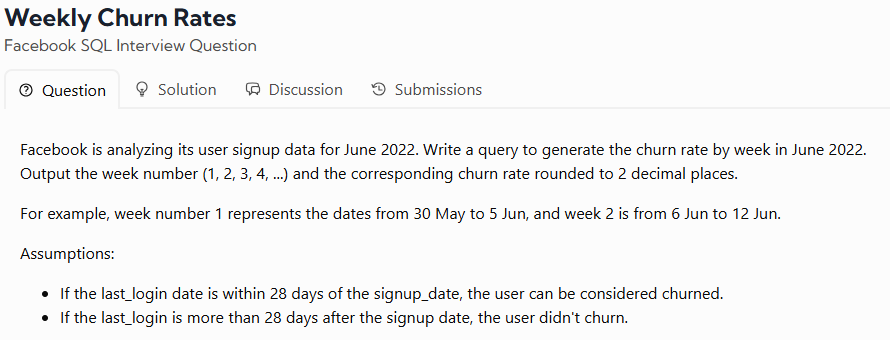 Weekly Churn Rates
Facebook SQL Interview Question
Question Solution Discussion Submissions
Facebook is analyzing its user signup data for June 2022. Write a query to generate the churn rate by week in June 2022.
Output the week number (1, 2, 3, 4, ...) and the corresponding churn rate rounded to 2 decimal places.
For example, week number 1 represents the dates from 30 May to 5 Jun, and week 2 is from 6 Jun to 12 Jun.
Assumptions:
• If the last_login date is within 28 days of the signup_date, the user can be considered churned.
• If the last_login is more than 28 days after the signup date, the user didn't churn.